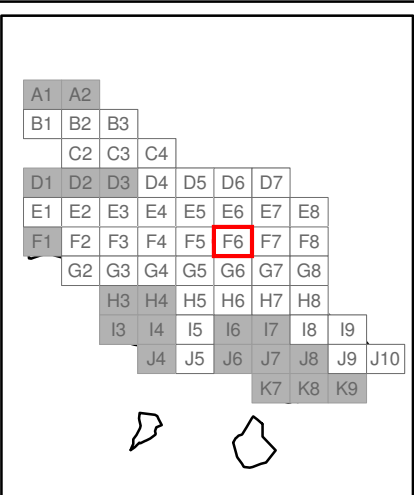 A1 A2
B1 B2 B3
C2 C3 C4
D1 D2 D3 D4 D5 D6 D7
E1 E2 E3 E4 E5 E6 E7 E8
F1 F2 F3 F4 F5 F6 F7 F8
G2 G3 G4 G5 G6 G7 G8
H3 H4 H5 H6 H7 H8
I3 I4 I5 I6 I7 I8 I9
J4 J5 J6 J7 J8 J9 J10
K7 K8 K9